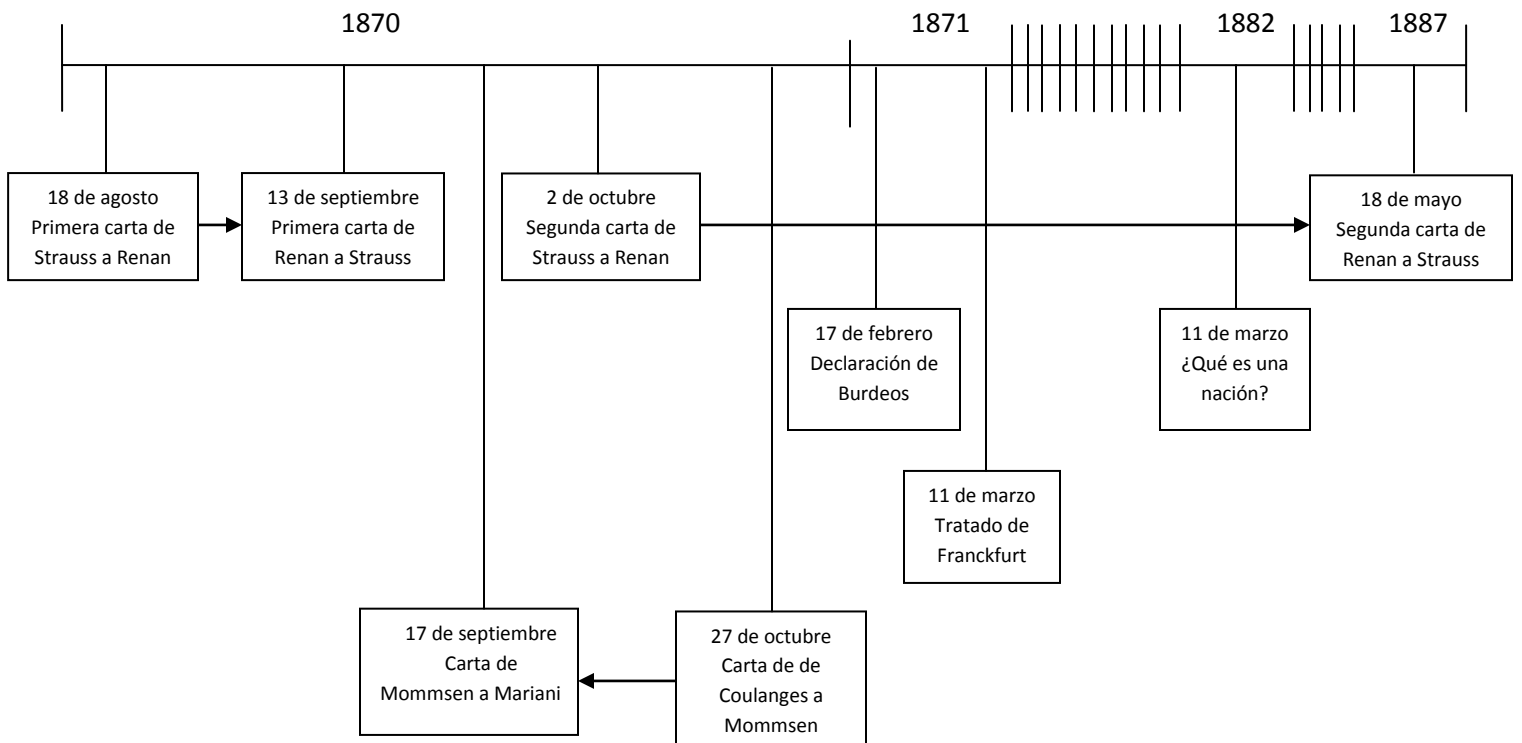 1870
1871
1882
1887
18 de agosto
Primera carta de
Strauss a Renan
13 de septiembre
Primera carta de
Renan a Strauss
2 de octubre
Segunda carta de
Strauss a Renan
18 de mayo
Segunda carta de
Renan a Strauss
17 de febrero
Declaración de
Burdeos
11 de marzo
¿Qué es una
nación?
11 de marzo
Tratado de
Franckfurt
17 de septiembre
Carta de
Mommsen a Mariani
27 de octubre
Carta de de
Coulanges a
Mommsen